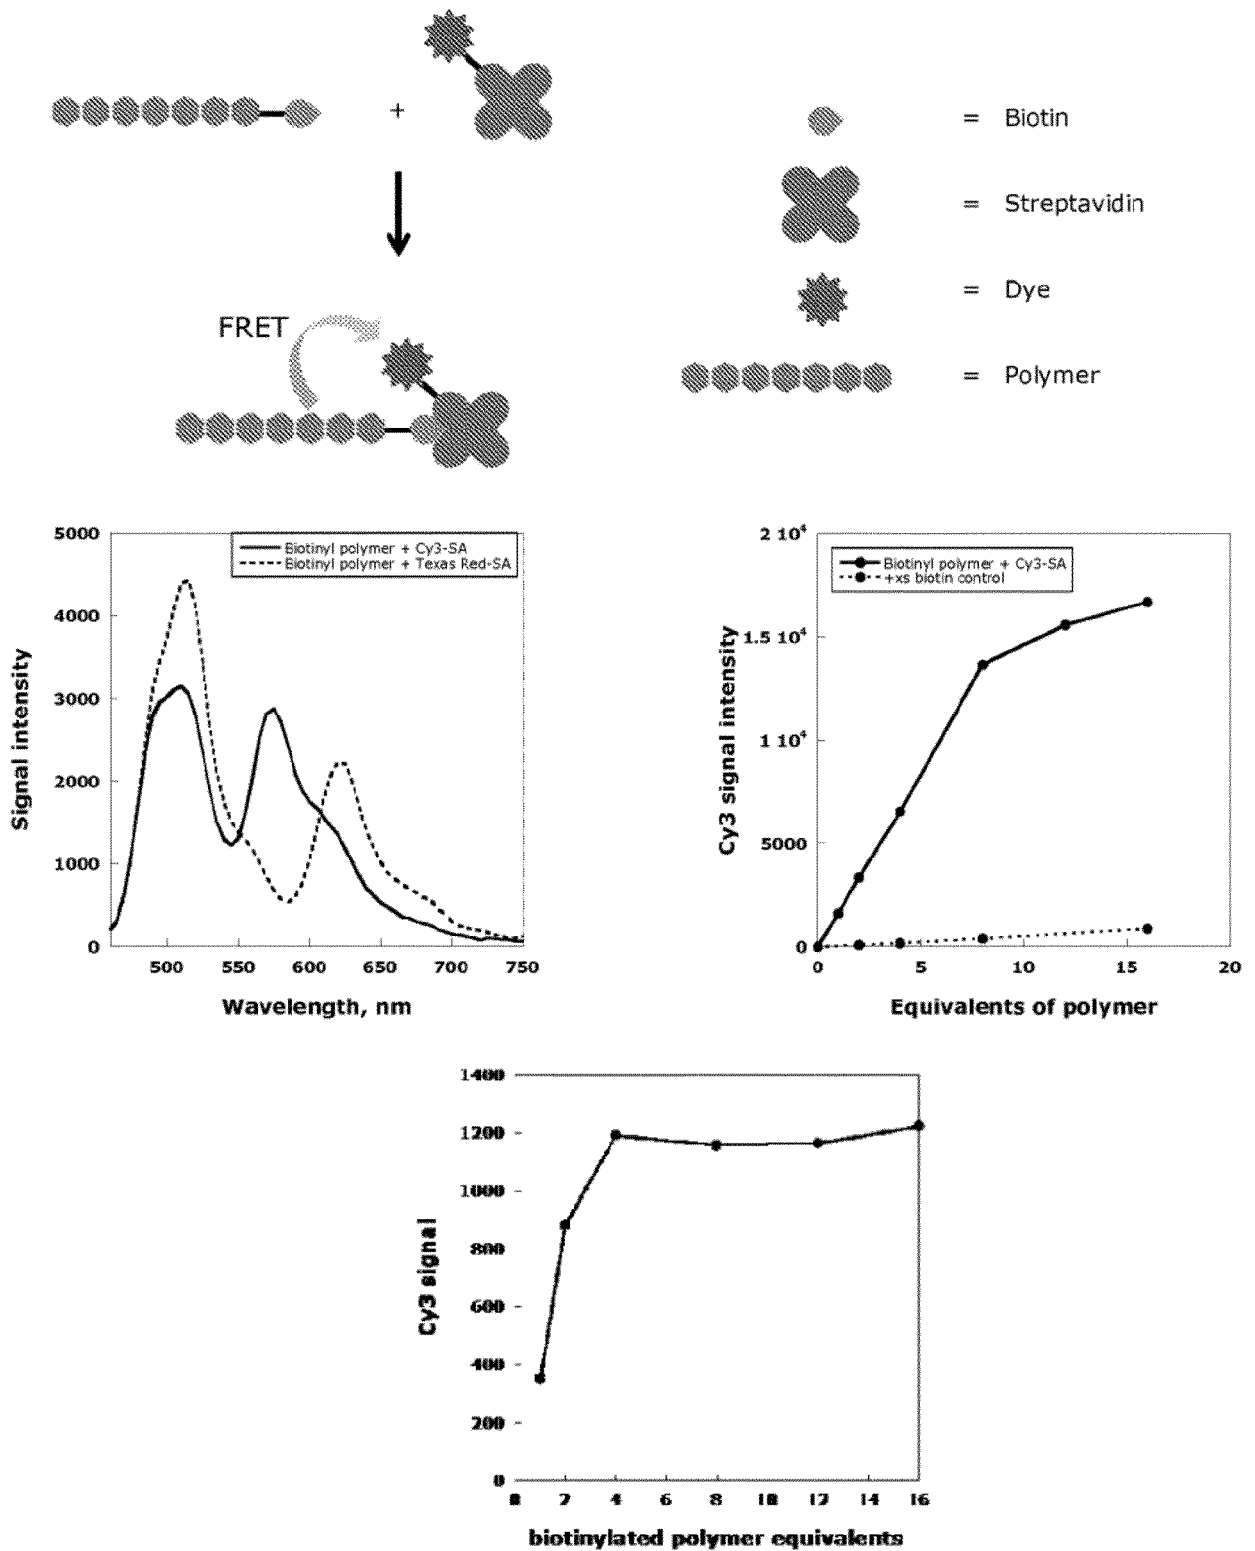 +
= Biotin
= Streptavidin
= Dye
= Polymer
FRET
5000
4000
3000
2000
1000
0
Signal intensity
Biotinyl polymer + Cy3-SA
Biotinyl polymer + Texas Red-SA
500 550 600 650 700 750
Wavelength, nm
2 10⁴
1.5 10⁴
1 10⁴
5000
0
Cy3 signal intensity
Biotinyl polymer + Cy3-SA
+xs biotin control
0 5 10 15 20
Equivalents of polymer
1400
1200
1000
800
600
400
200
0
Cy3 signal
0 2 4 6 8 10 12 14 16
biotinylated polymer equivalents